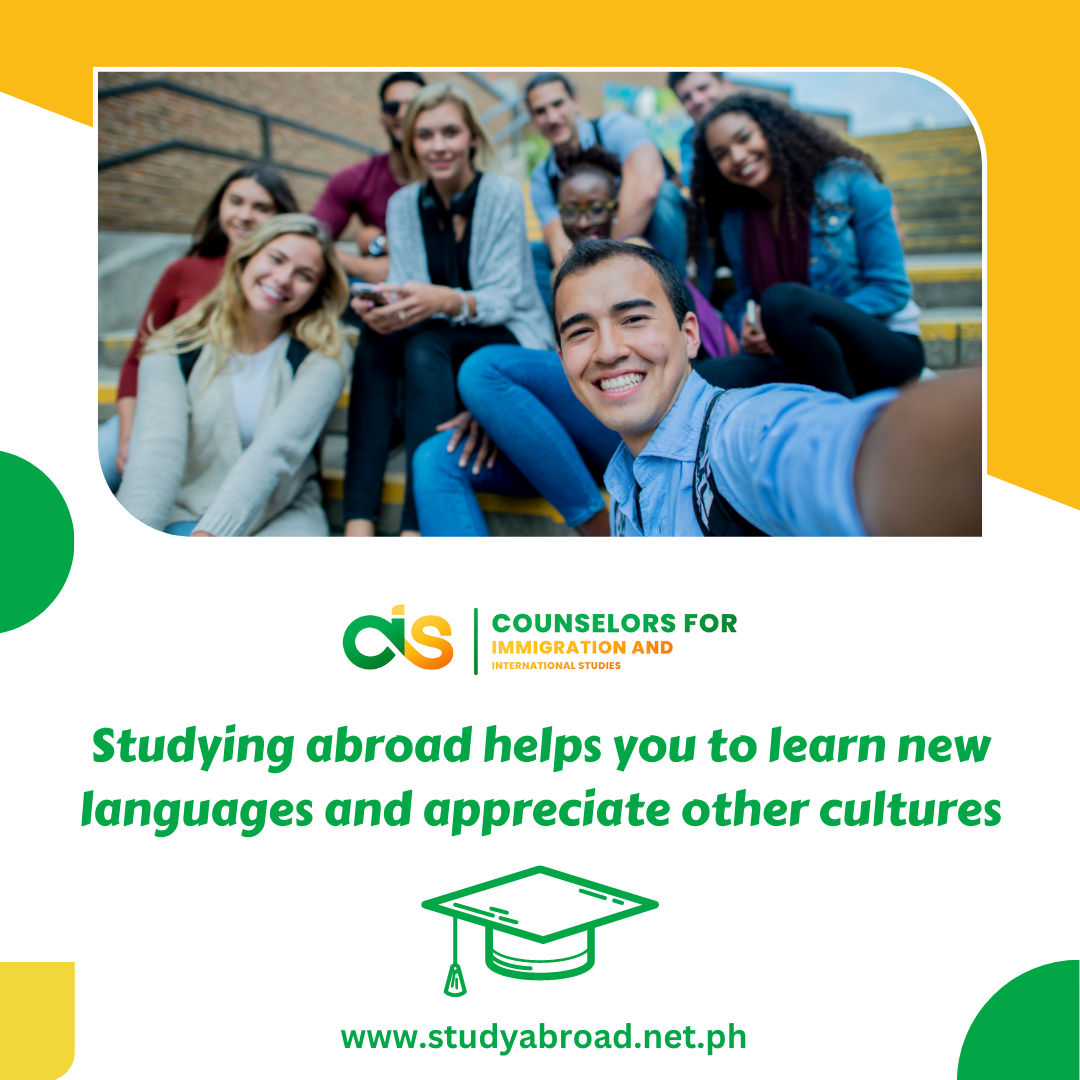 CIS
COUNSELORS FOR
IMMIGRATION AND
INTERNATIONAL STUDIES
Studying abroad helps you to learn new
languages and appreciate other cultures
www.studyabroad.net.ph